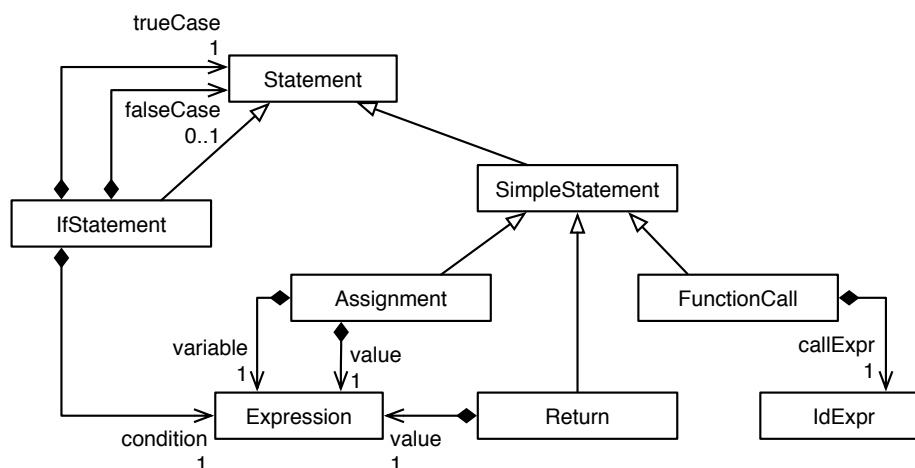 trueCase
1
Statement
falseCase
0..1
SimpleStatement
IfStatement
Assignment
FunctionCall
variable
1
value
1
callExpr
1
Expression
Return
IdExpr
condition
1
value
1